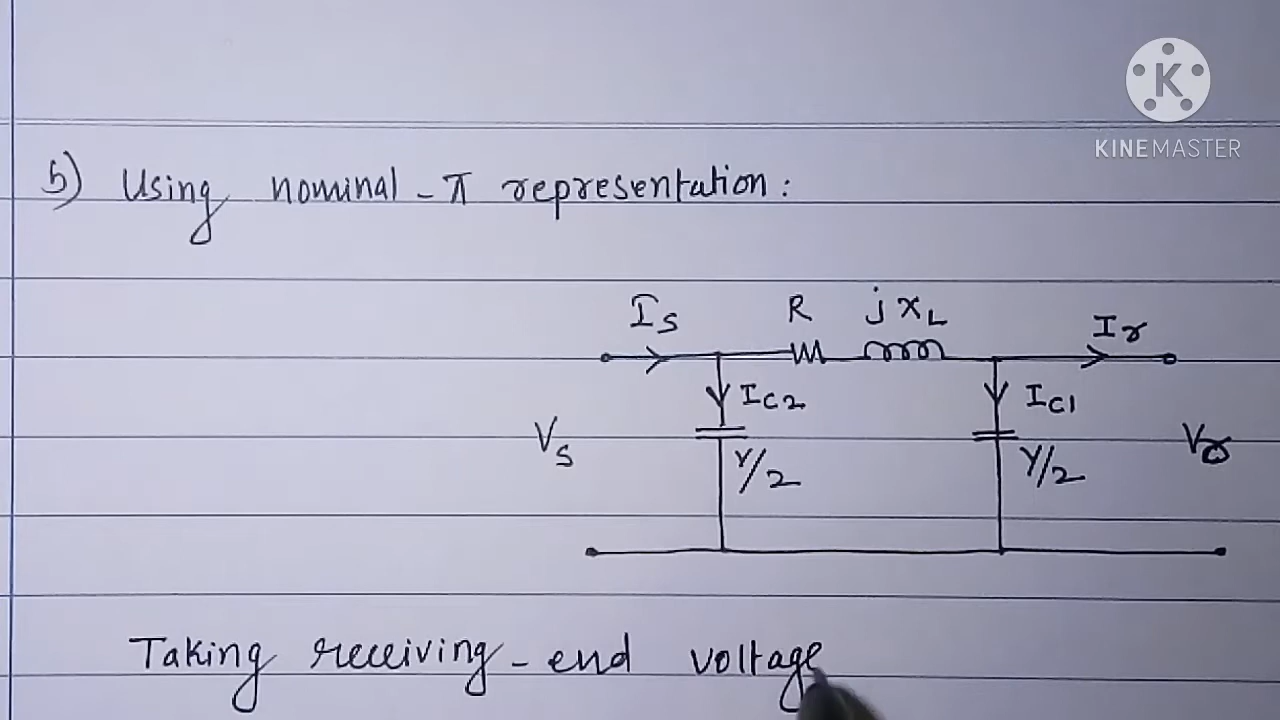 K
KINEMASTER
5) Using nominal - π representation :
Is R jxL Ir
Ic2 Ic1
Vs Vr
Y/2 Y/2
Taking receiving - end voltage